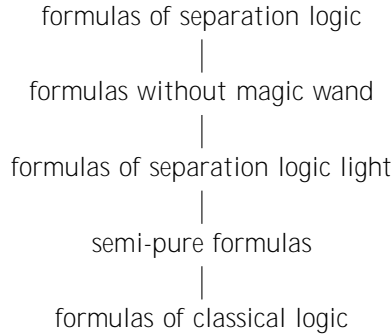 formulas of separation logic
formulas without magic wand
formulas of separation logic light
semi-pure formulas
formulas of classical logic